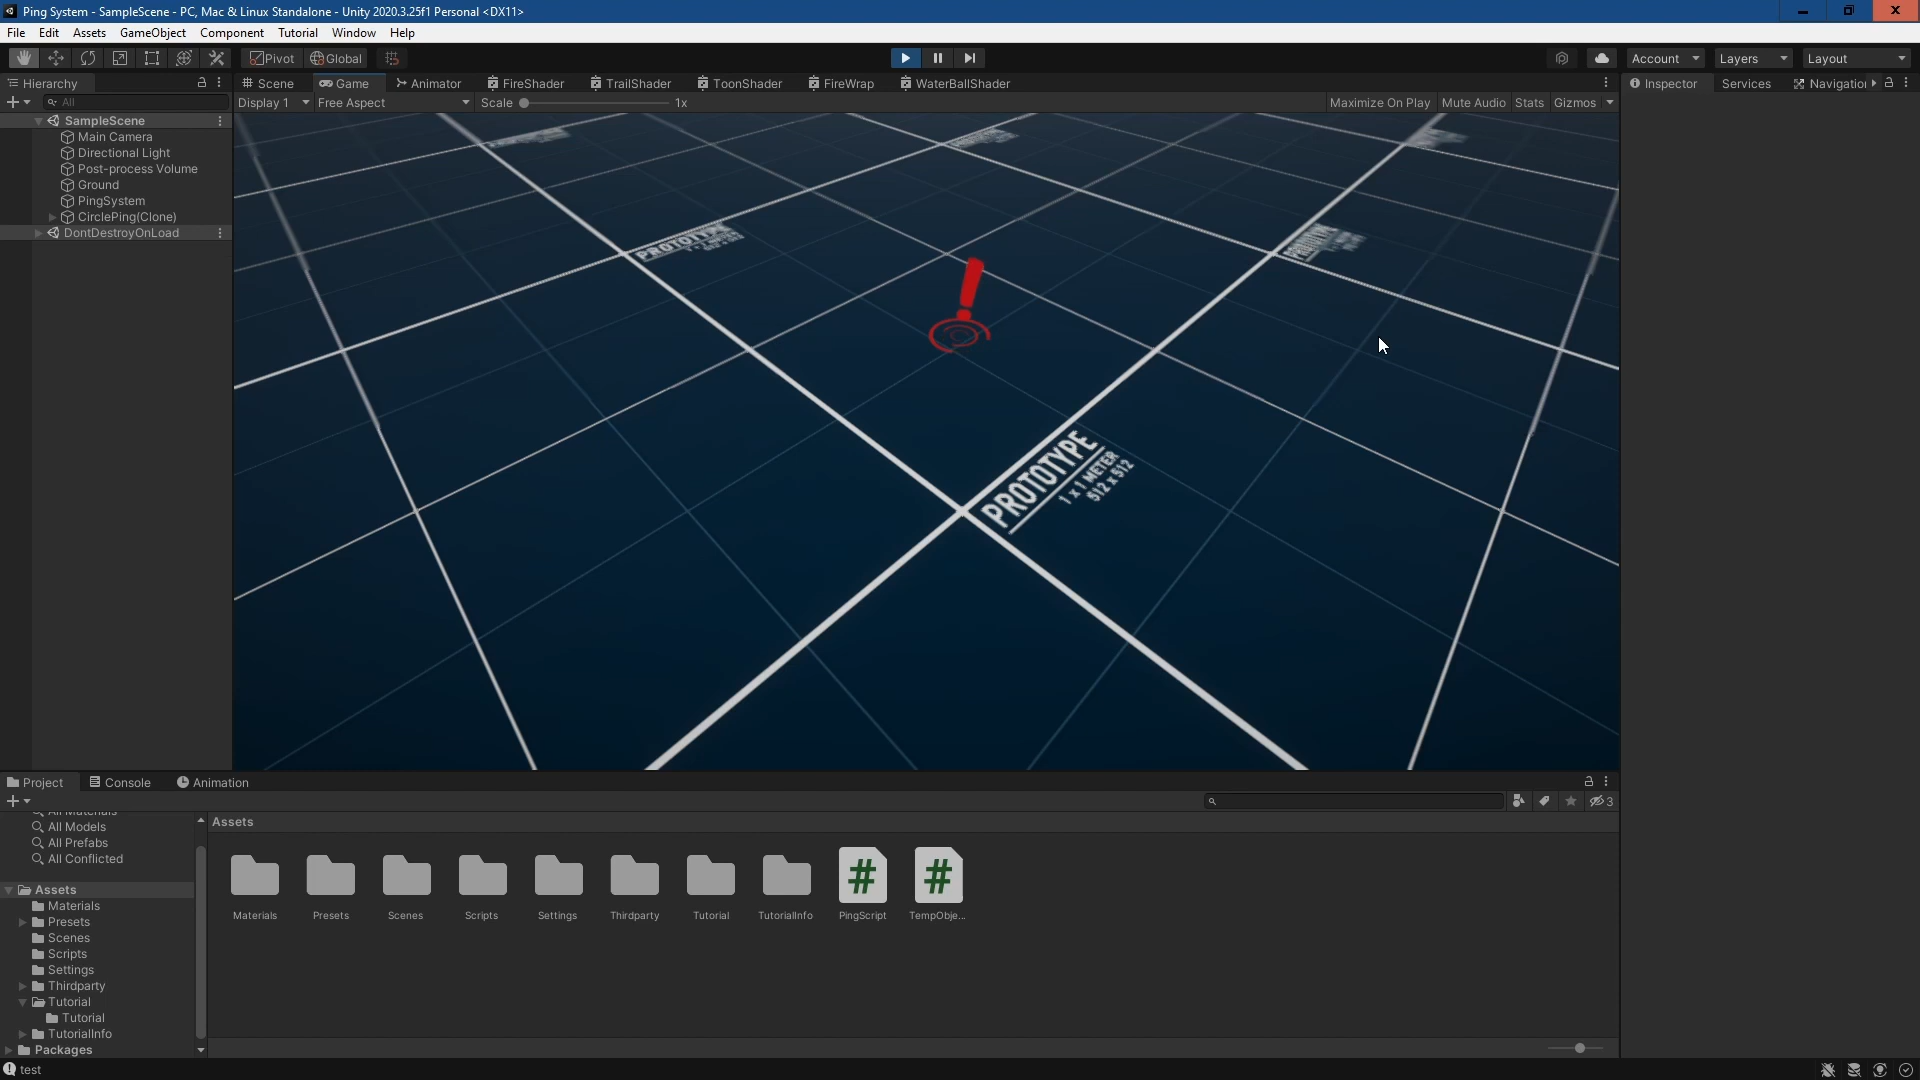 Ping System - SampleScene - PC, Mac & Linux Standalone - Unity 2020.3.25f1 Personal <DX11>
File Edit Assets GameObject Component Tutorial Window Help
Pivot Global Account Layers Layout
Hierarchy
Scene Game Animator FireShader TrailShader ToonShader FireWrap WaterBallShader
Inspector Services Navigation
All
Display 1 Free Aspect Scale 1x Maximize On Play Mute Audio Stats Gizmos
SampleScene
Main Camera
Directional Light
Post-process Volume
Ground
PingSystem
CirclePing(Clone)
DontDestroyOnLoad
PROTOTYPE
PROTOTYPE
PROTOTYPE
1 x 1 METER
512 x 512
Project Console Animation
3
All Materials
All Models
All Prefabs
All Conflicted
Assets
Materials
Presets
Scenes
Scripts
Settings
Thirdparty
Tutorial
Tutorial
TutorialInfo
Packages
Assets
Materials Presets Scenes Scripts Settings Thirdparty Tutorial TutorialInfo PingScript TempObje...
test